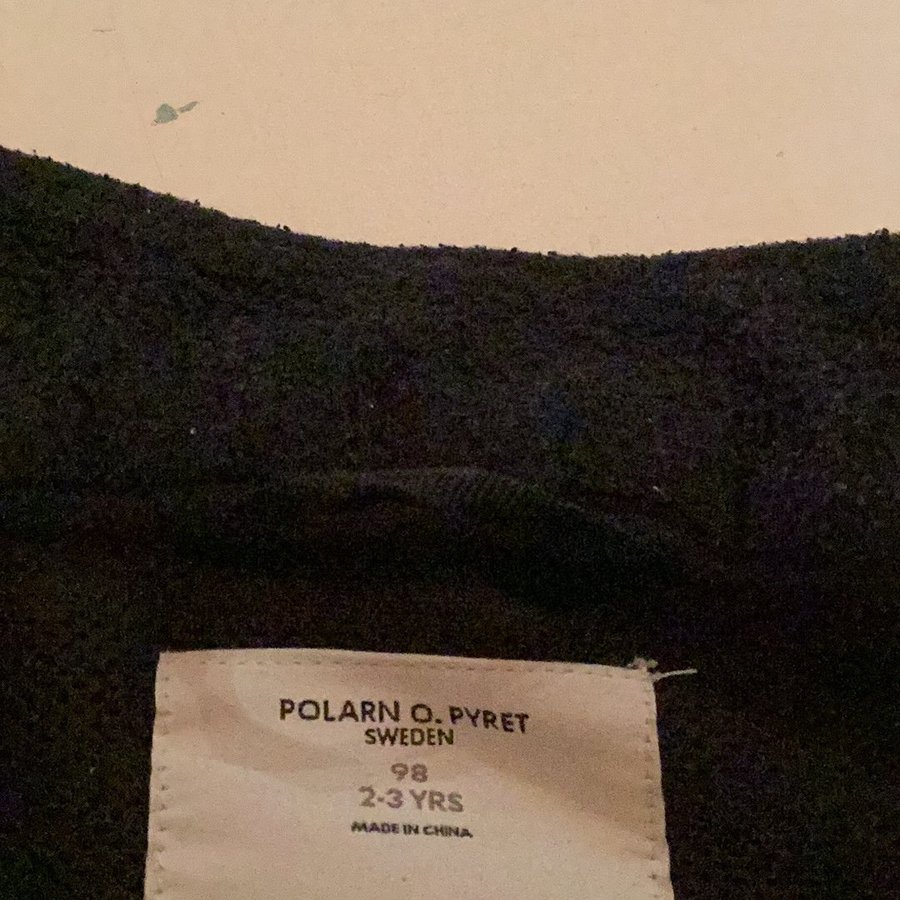 POLARN O. PYRET
SWEDEN
98
2-3 YRS
MADE IN CHINA